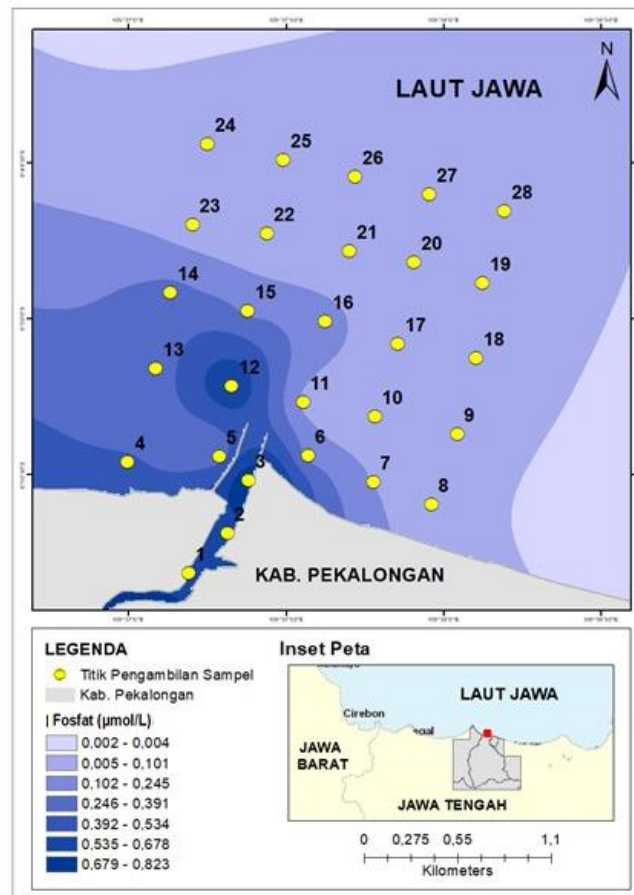 N
LAUT JAWA
24
25
26
27
28
23
22
21
20
19
14
15
16
17
18
13
12
11
10
9
4
5
6
3
7
8
2
1
KAB. PEKALONGAN
LEGENDA
Titik Pengambilan Sampel
Kab. Pekalongan
Fosfat (µmol/L)
0,002 - 0,004
0,005 - 0,101
0,102 - 0,245
0,246 - 0,391
0,392 - 0,534
0,535 - 0,678
0,679 - 0,823
Inset Peta
LAUT JAWA
Cirebon
egal
JAWA
BARAT
JAWA TENGAH
0 0,275 0,55 1,1
Kilometers